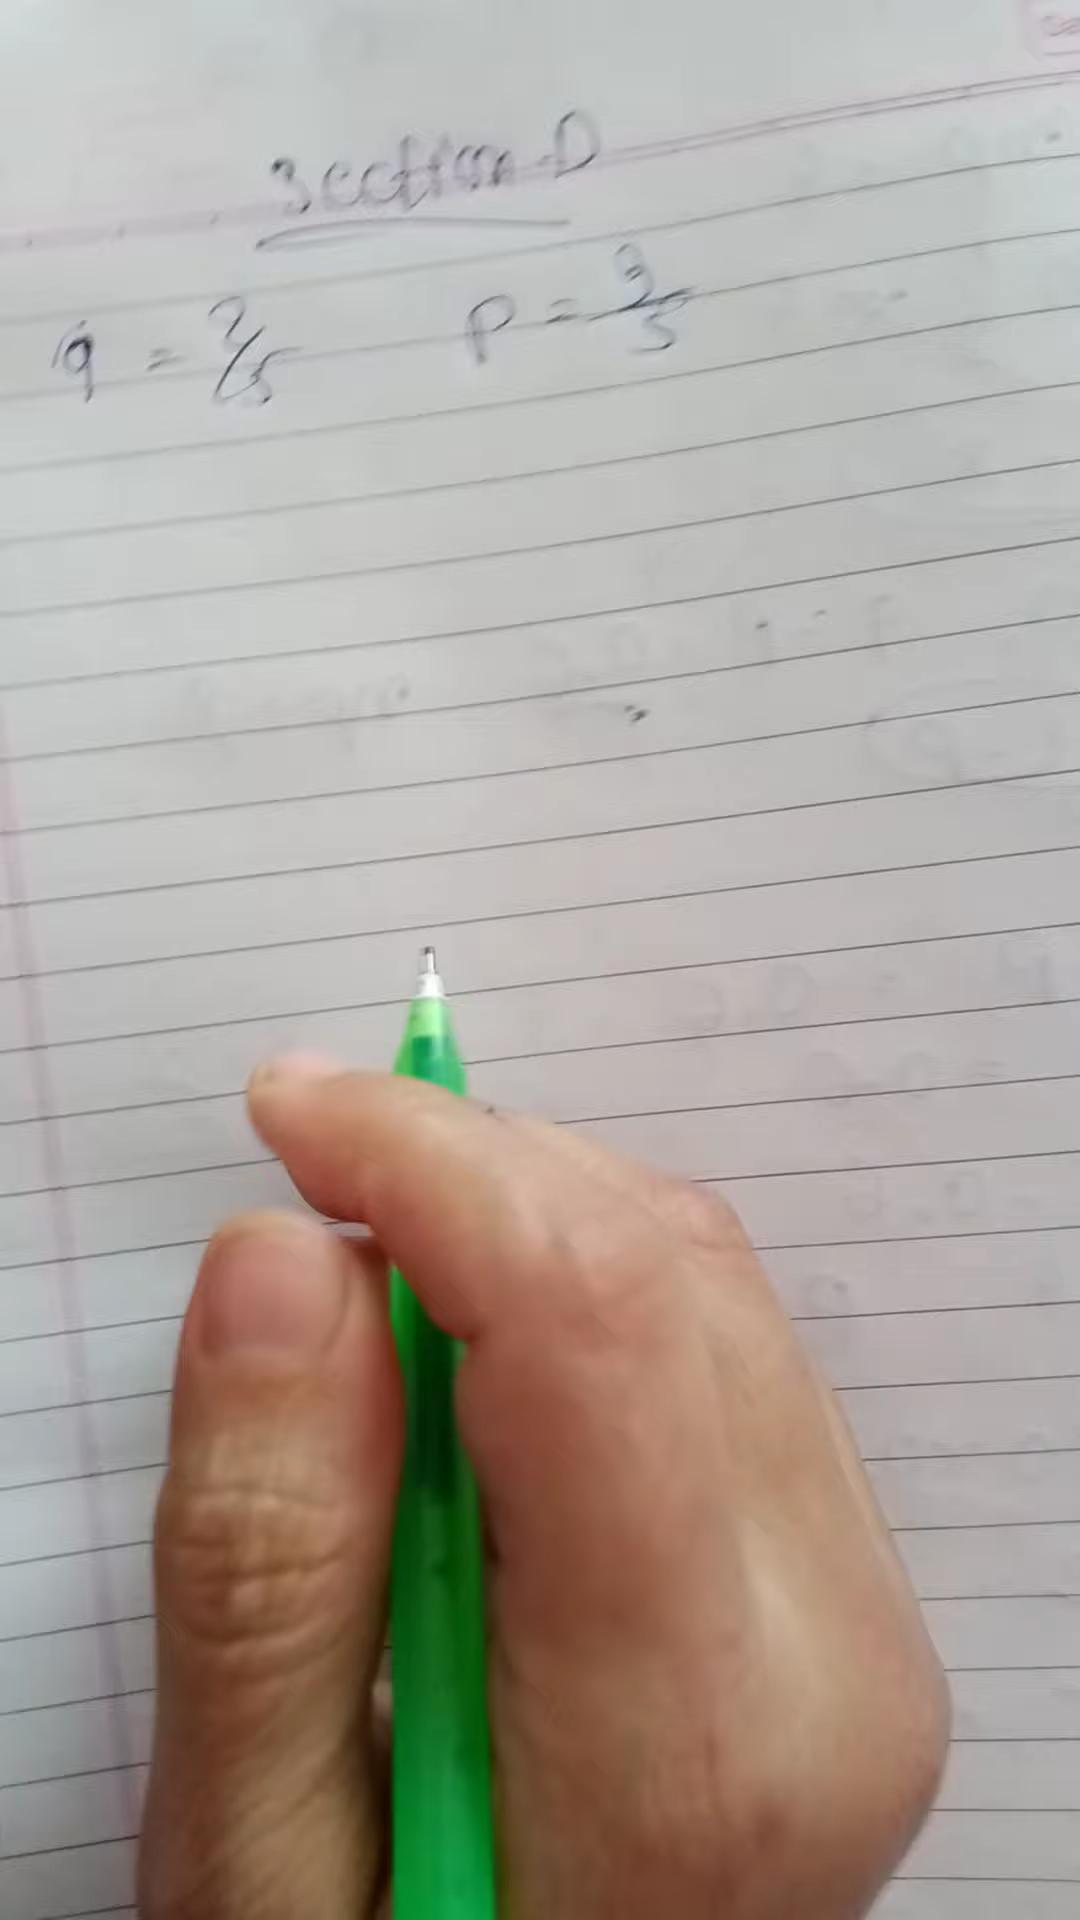 Section-D
q = 2/5 P = 3/5